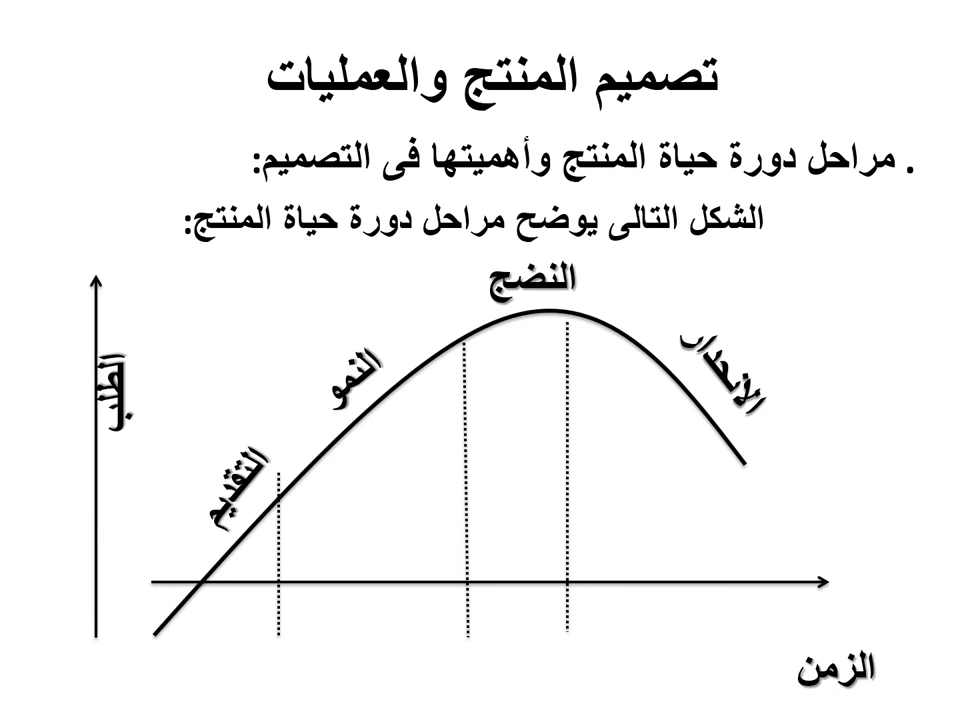 تصميم المنتج والعمليات
. مراحل دورة حياة المنتج وأهميتها فى التصميم:
الشكل التالى يوضح مراحل دورة حياة المنتج:
النضج
الانحدار
النمو
الطلب
التقديم
الزمن